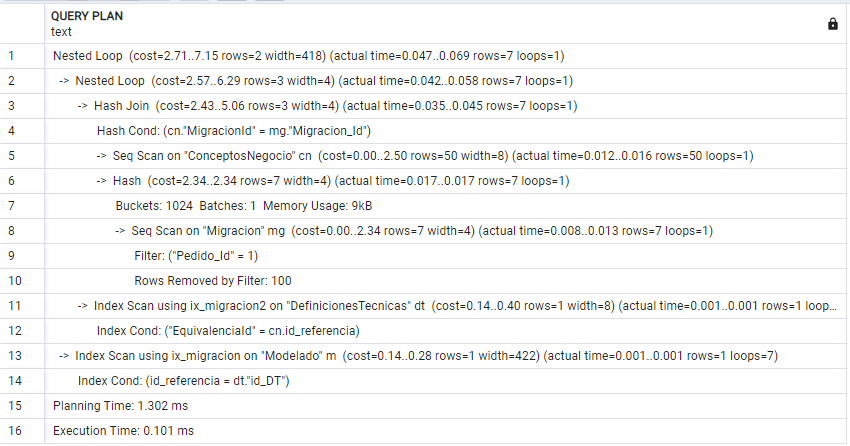 QUERY PLAN
text
1 Nested Loop (cost=2.71..7.15 rows=2 width=418) (actual time=0.047..0.069 rows=7 loops=1)
2 -> Nested Loop (cost=2.57..6.29 rows=3 width=4) (actual time=0.042..0.058 rows=7 loops=1)
3 -> Hash Join (cost=2.43..5.06 rows=3 width=4) (actual time=0.035..0.045 rows=7 loops=1)
4 Hash Cond: (cn."MigracionId" = mg."Migracion_Id")
5 -> Seq Scan on "ConceptosNegocio" cn (cost=0.00..2.50 rows=50 width=8) (actual time=0.012..0.016 rows=50 loops=1)
6 -> Hash (cost=2.34..2.34 rows=7 width=4) (actual time=0.017..0.017 rows=7 loops=1)
7 Buckets: 1024 Batches: 1 Memory Usage: 9kB
8 -> Seq Scan on "Migracion" mg (cost=0.00..2.34 rows=7 width=4) (actual time=0.008..0.013 rows=7 loops=1)
9 Filter: ("Pedido_Id" = 1)
10 Rows Removed by Filter: 100
11 -> Index Scan using ix_migracion2 on "DefinicionesTecnicas" dt (cost=0.14..0.40 rows=1 width=8) (actual time=0.001..0.001 rows=1 loop...
12 Index Cond: ("EquivalenciaId" = cn.id_referencia)
13 -> Index Scan using ix_migracion on "Modelado" m (cost=0.14..0.28 rows=1 width=422) (actual time=0.001..0.001 rows=1 loops=7)
14 Index Cond: (id_referencia = dt."id_DT")
15 Planning Time: 1.302 ms
16 Execution Time: 0.101 ms